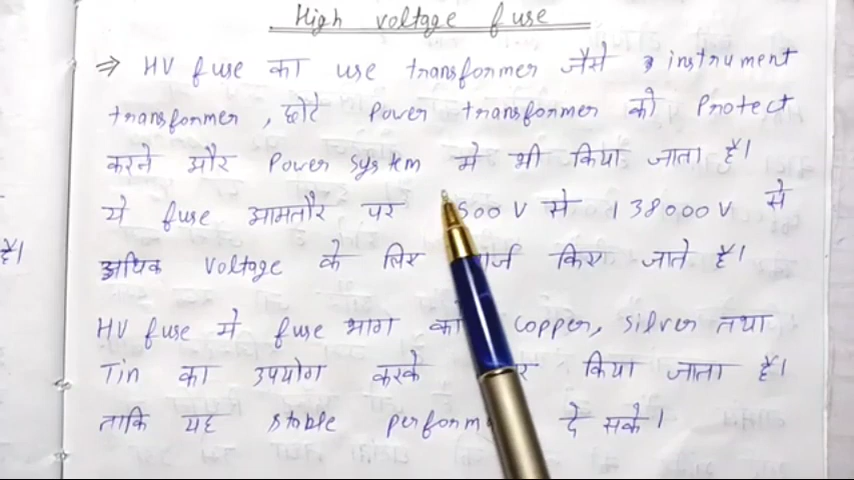 High voltage fuse
⇒ HV fuse का use transformer जैसे instrument
transformer, छोटे Power transformer को Protect
करने और Power system मे भी किया जाता है।
ये fuse आमतौर पर 500 V से 138000 V से
है।
अधिक voltage के लिए किए जाते है।
HV fuse मे fuse भाग को copper, silver तथा
Tin का उपयोग करके किया जाता है।
ताकि यह stable दे सके।